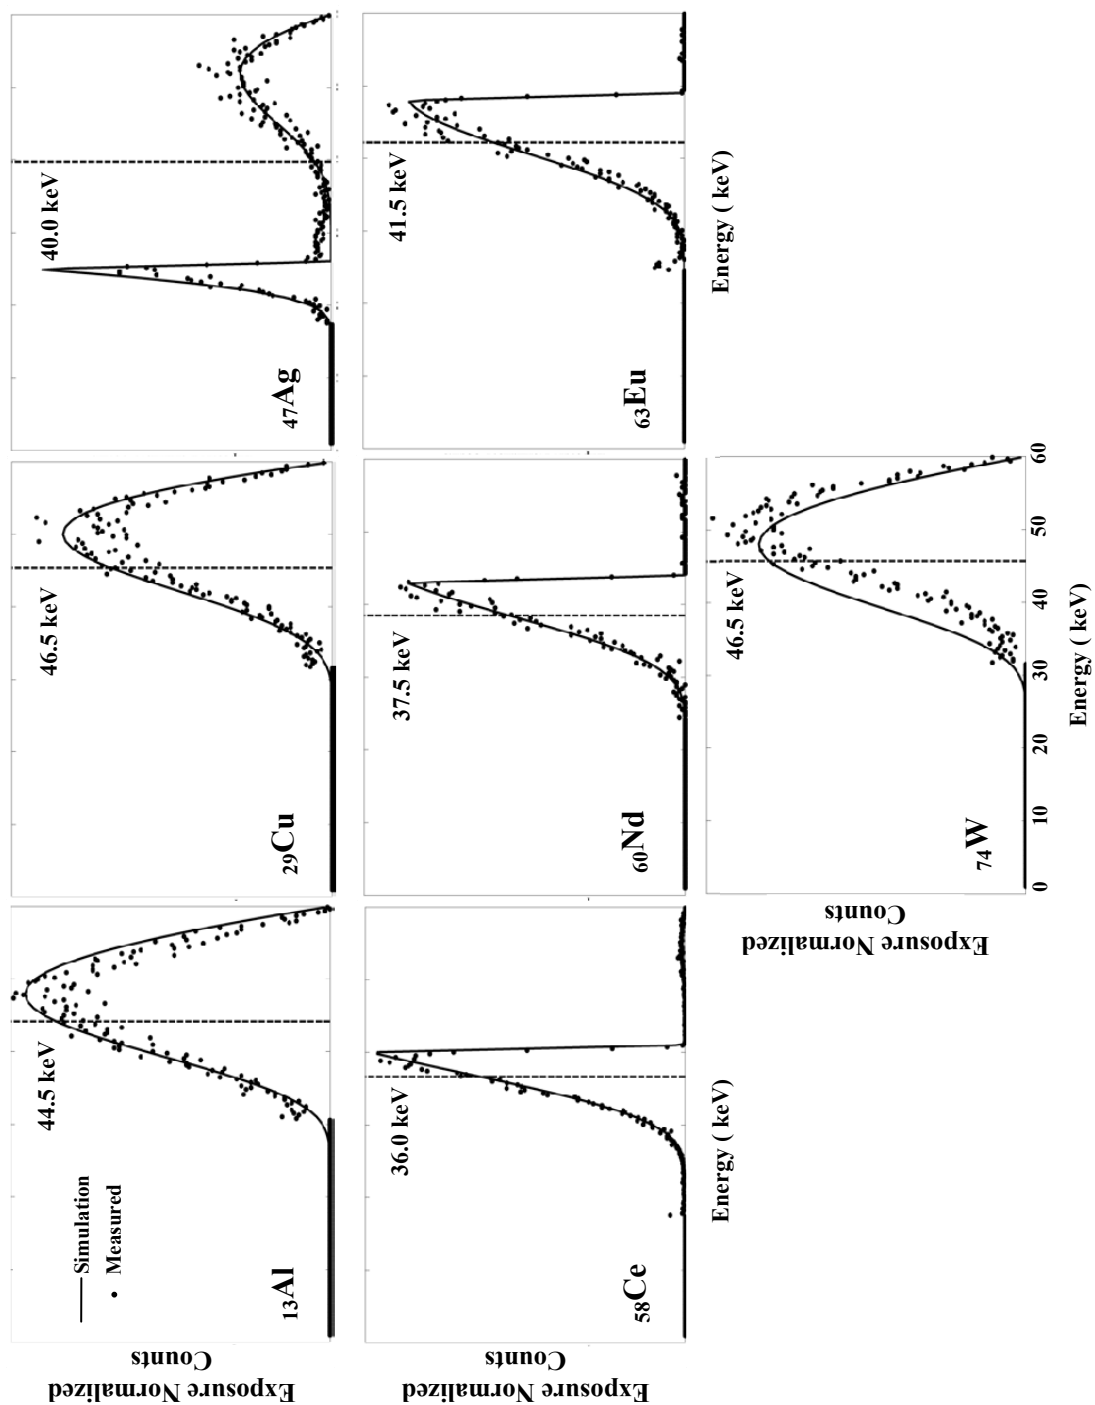 Exposure Normalized
Counts
Simulation
Measured
44.5 keV
13Al
46.5 keV
29Cu
40.0 keV
47Ag
Exposure Normalized
Counts
36.0 keV
58Ce
Energy ( keV)
37.5 keV
60Nd
41.5 keV
63Eu
Energy ( keV)
Exposure Normalized
Counts
46.5 keV
74W
0 10 20 30 40 50 60
Energy ( keV)